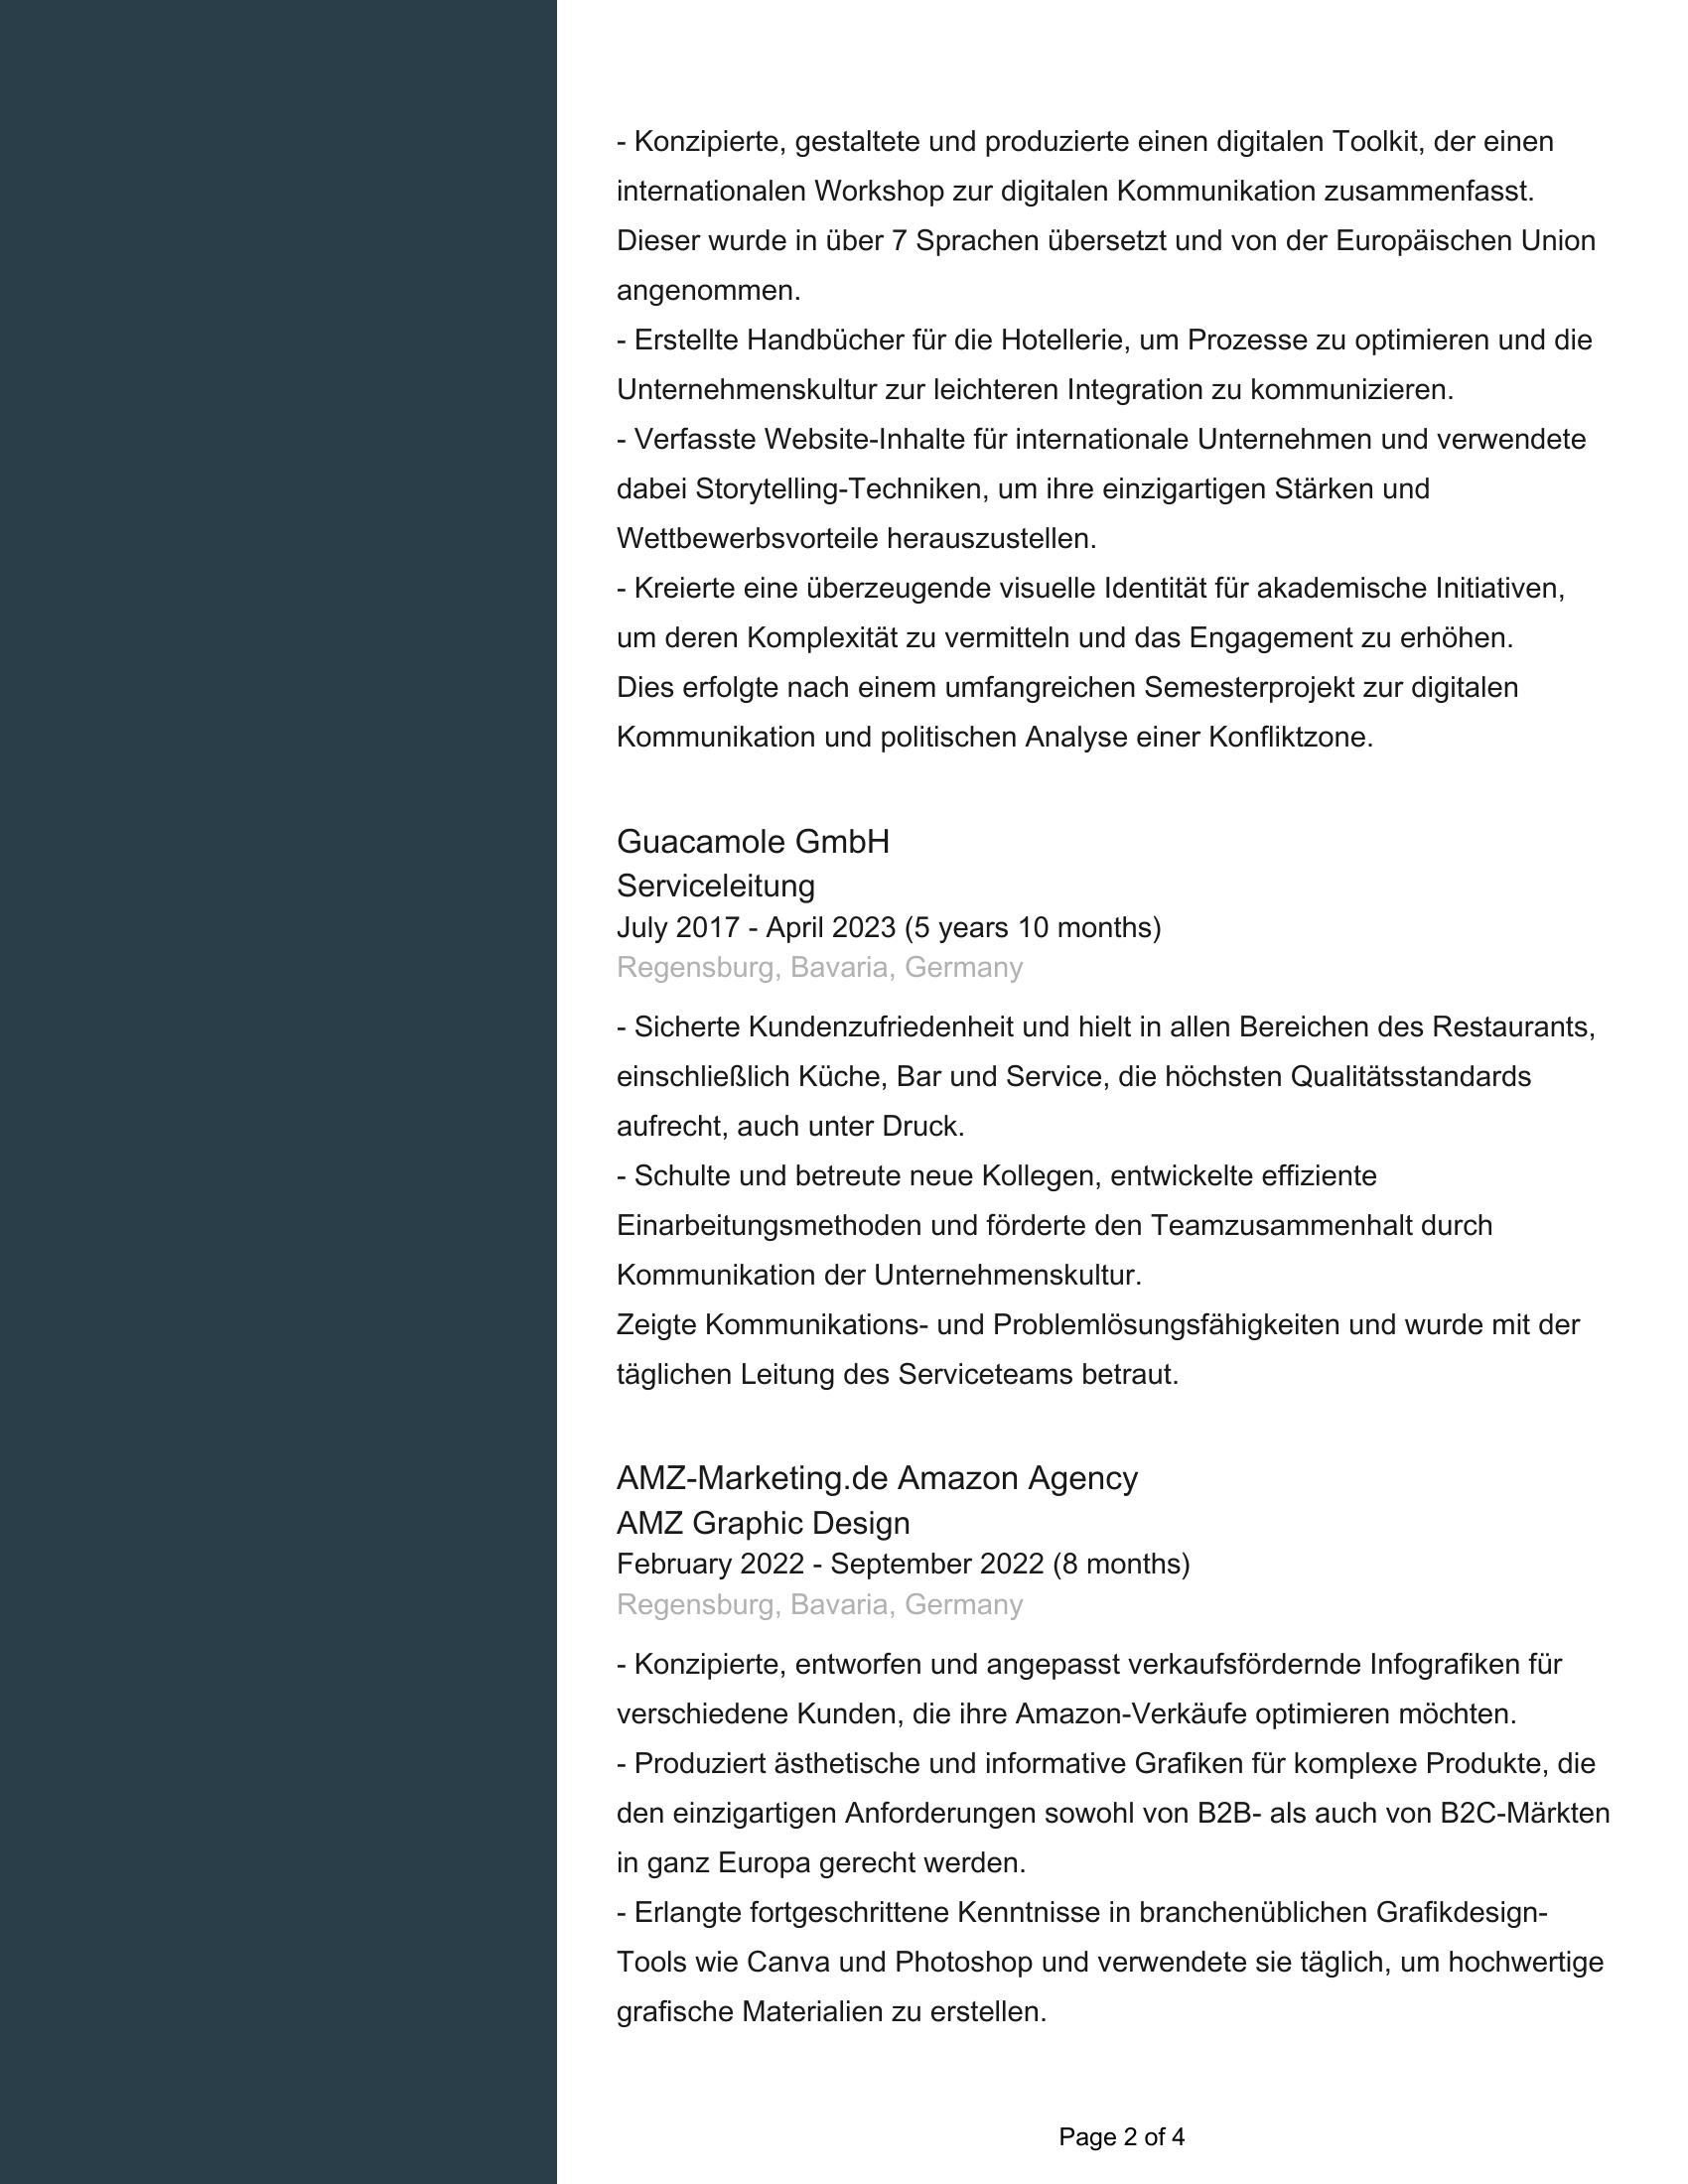 - Konzipierte, gestaltete und produzierte einen digitalen Toolkit, der einen
internationalen Workshop zur digitalen Kommunikation zusammenfasst.
Dieser wurde in über 7 Sprachen übersetzt und von der Europäischen Union
angenommen.
- Erstellte Handbücher für die Hotellerie, um Prozesse zu optimieren und die
Unternehmenskultur zur leichteren Integration zu kommunizieren.
- Verfasste Website-Inhalte für internationale Unternehmen und verwendete
dabei Storytelling-Techniken, um ihre einzigartigen Stärken und
Wettbewerbsvorteile herauszustellen.
- Kreierte eine überzeugende visuelle Identität für akademische Initiativen,
um deren Komplexität zu vermitteln und das Engagement zu erhöhen.
Dies erfolgte nach einem umfangreichen Semesterprojekt zur digitalen
Kommunikation und politischen Analyse einer Konfliktzone.
Guacamole GmbH
Serviceleitung
July 2017 - April 2023 (5 years 10 months)
Regensburg, Bavaria, Germany
- Sicherte Kundenzufriedenheit und hielt in allen Bereichen des Restaurants,
einschließlich Küche, Bar und Service, die höchsten Qualitätsstandards
aufrecht, auch unter Druck.
- Schulte und betreute neue Kollegen, entwickelte effiziente
Einarbeitungsmethoden und förderte den Teamzusammenhalt durch
Kommunikation der Unternehmenskultur.
Zeigte Kommunikations- und Problemlösungsfähigkeiten und wurde mit der
täglichen Leitung des Serviceteams betraut.
AMZ-Marketing.de Amazon Agency
AMZ Graphic Design
February 2022 - September 2022 (8 months)
Regensburg, Bavaria, Germany
- Konzipierte, entworfen und angepasst verkaufsfördernde Infografiken für
verschiedene Kunden, die ihre Amazon-Verkäufe optimieren möchten.
- Produziert ästhetische und informative Grafiken für komplexe Produkte, die
den einzigartigen Anforderungen sowohl von B2B- als auch von B2C-Märkten
in ganz Europa gerecht werden.
- Erlangte fortgeschrittene Kenntnisse in branchenüblichen Grafikdesign-
Tools wie Canva und Photoshop und verwendete sie täglich, um hochwertige
grafische Materialien zu erstellen.
Page 2 of 4